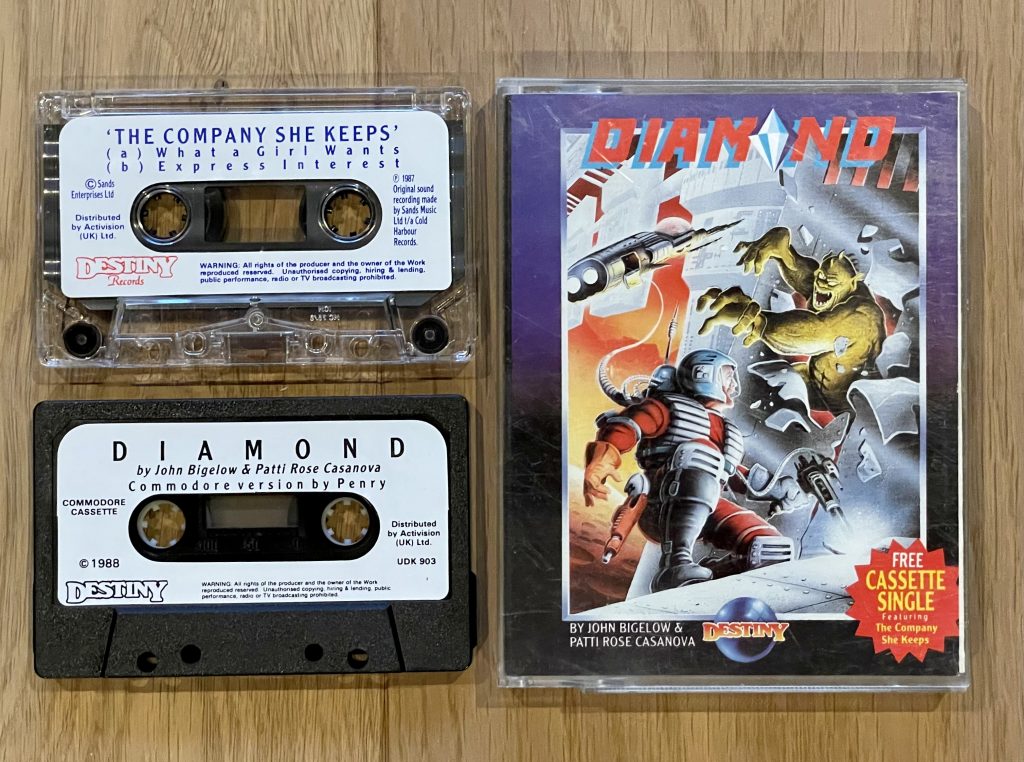 'THE COMPANY SHE KEEPS'
(a) What a Girl Wants
(b) Express Interest
© Sands
Enterprises Ltd
Distributed
by Activision
(UK) Ltd.
DESTINY
Records
℗ 1987
Original sound
recording made
by Sands Music
Ltd t/a Cold
Harbour
Records.
WARNING: All rights of the producer and the owner of the Work
reproduced reserved. Unauthorised copying, hiring & lending,
public performance, radio or TV broadcasting prohibited.
DIAMOND
by John Bigelow & Patti Rose Casanova
Commodore version by Penry
COMMODORE
CASSETTE
© 1988
DESTINY
Distributed
by Activision
(UK) Ltd.
UDK 903
WARNING: All rights of the producer and the owner of the Work
reproduced reserved. Unauthorised copying, hiring & lending, public
performance, radio or TV broadcasting prohibited.
DIAMOND
FREE
CASSETTE
SINGLE
Featuring
The Company
She Keeps
BY JOHN BIGELOW &
PATTI ROSE CASANOVA
DESTINY